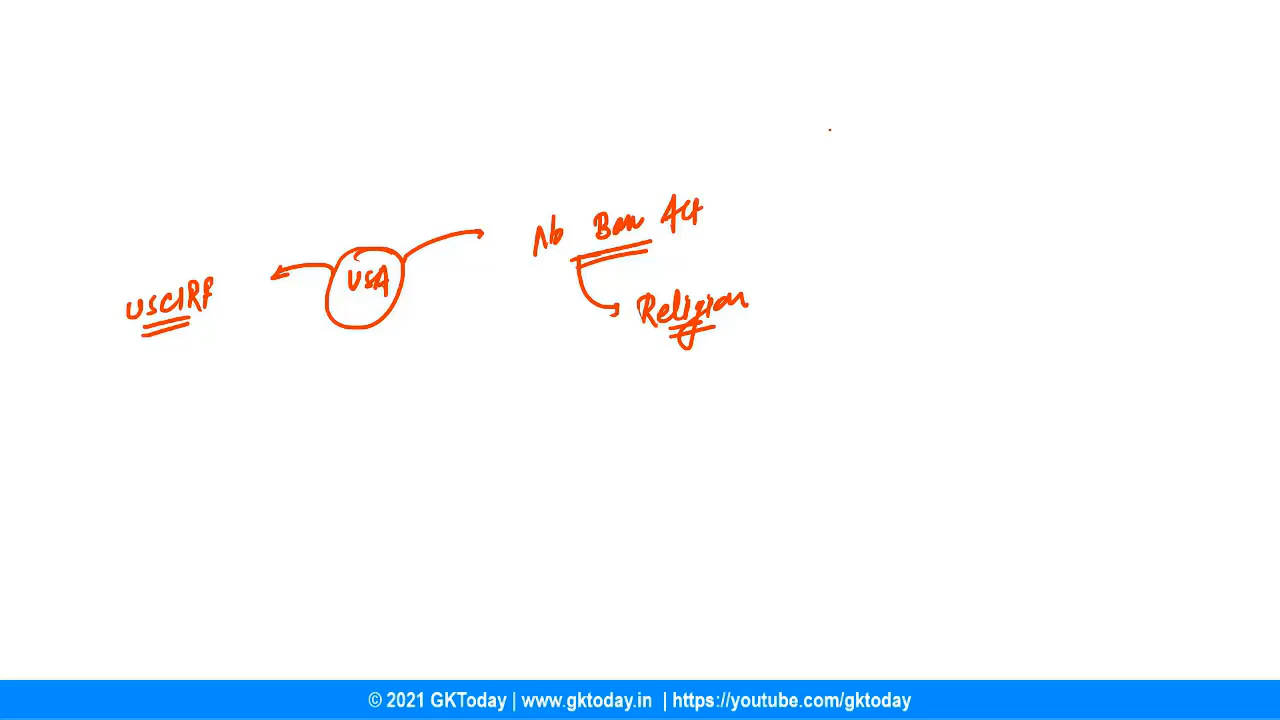 No Ban Act
USA
USCIRF
Religion
© 2021 GKToday | www.gktoday.in | https://youtube.com/gktoday